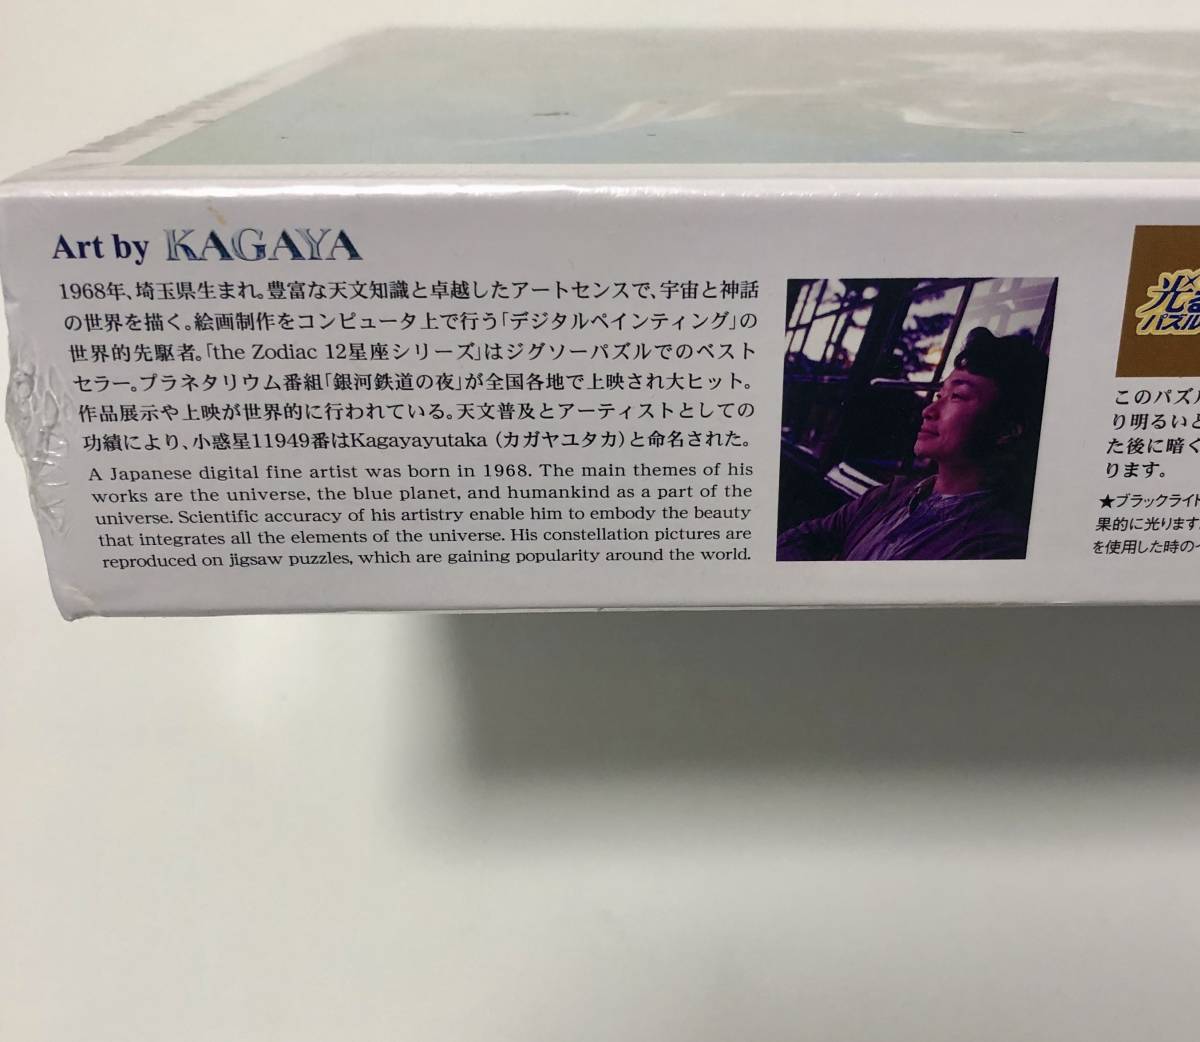 Art by KAGAYA
1968年、埼玉県生まれ。豊富な天文知識と卓越したアートセンスで、宇宙と神話
の世界を描く。絵画制作をコンピュータ上で行う「デジタルペインティング」の
世界的先駆者。「the Zodiac 12星座シリーズ」はジグソーパズルでのベスト
セラー。プラネタリウム番組「銀河鉄道の夜」が全国各地で上映され大ヒット。
作品展示や上映が世界的に行われている。天文普及とアーティストとしての
功績により、小惑星11949番はKagayayutaka（カガヤユタカ）と命名された。
A Japanese digital fine artist was born in 1968. The main themes of his
works are the universe, the blue planet, and humankind as a part of the
universe. Scientific accuracy of his artistry enable him to embody the beauty
that integrates all the elements of the universe. His constellation pictures are
reproduced on jigsaw puzzles, which are gaining popularity around the world.
光る
パズル
このパズル
り明るいと
た後に暗く
ります。
★ブラックライト
果的に光ります
を使用した時のイ